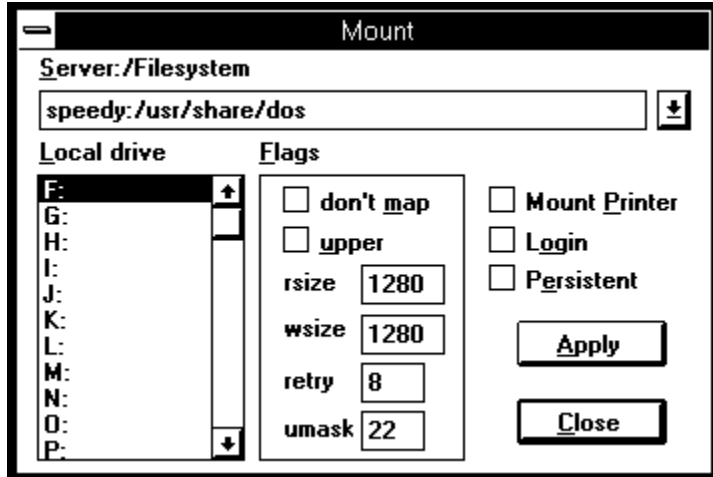 Mount
Server:/Filesystem
speedy:/usr/share/dos
Local drive
Flags
F:
G:
H:
I:
J:
K:
L:
M:
N:
O:
P:
don't map
upper
rsize 1280
wsize 1280
retry 8
umask 22
Mount Printer
Login
Persistent
Apply
Close